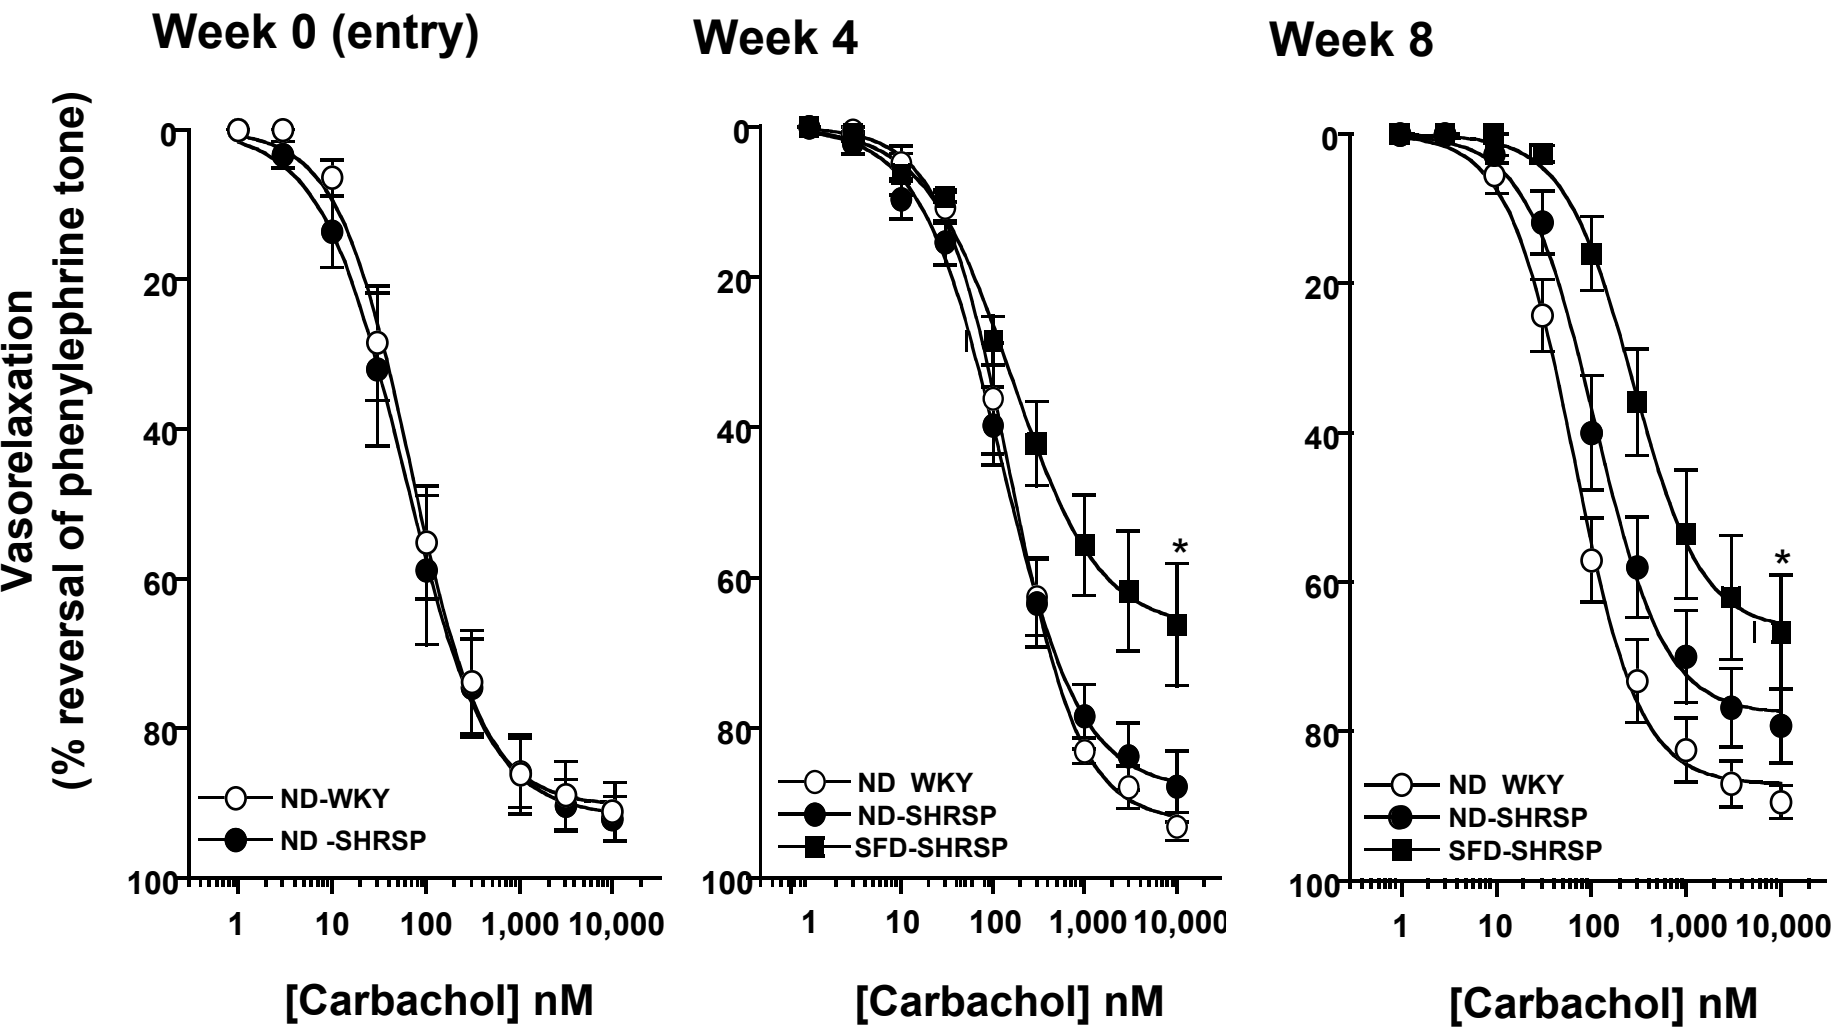 Week 0 (entry)
Week 4
Week 8
Vasorelaxation
(% reversal of phenylephrine tone)
0
20
40
60
80
100
ND-WKY
ND -SHRSP
1 10 100 1,000 10,000
[Carbachol] nM
0
20
40
60
80
100
*
ND WKY
ND-SHRSP
SFD-SHRSP
1 10 100 1,000 10,000
[Carbachol] nM
0
20
40
60
80
100
*
ND WKY
ND-SHRSP
SFD-SHRSP
1 10 100 1,000 10,000
[Carbachol] nM